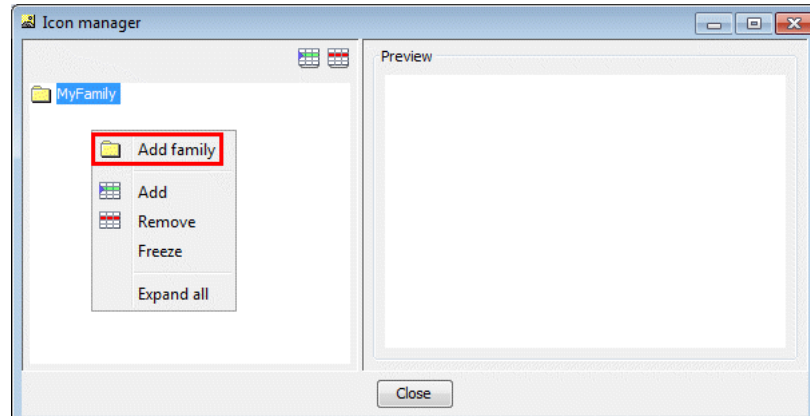 Icon manager
Preview
MyFamily
Add family
Add
Remove
Freeze
Expand all
Close